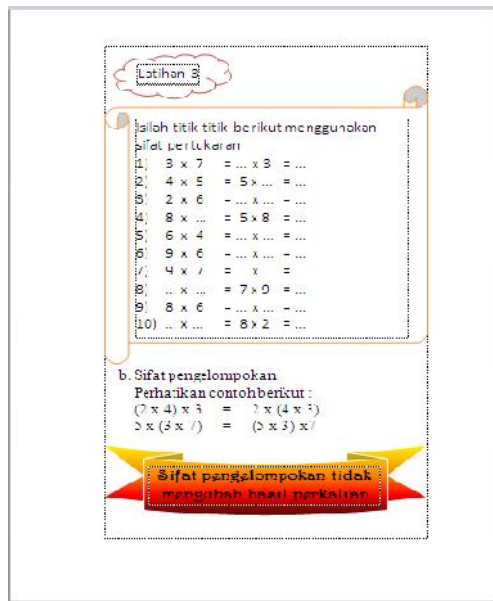 Latihan 3
Isilah titik titik berikut menggunakan
sifat pertukaran
1) 3 x 7 = ... x 3 = ...
2) 4 x 5 = 5 x ... = ...
3) 2 x 6 = ... x ... = ...
4) 8 x ... = 5 x 8 = ...
5) 6 x 4 = ... x ... = ...
6) 9 x 6 = ... x ... = ...
7) 4 x 7 = x =
8) ... x ... = 7 x 9 = ...
9) 8 x 6 = ... x ... = ...
10) ... x ... = 8 x 2 = ...
b. Sifat pengelompokan
Perhatikan contoh berikut :
(2 x 4) x 3 = 2 x (4 x 3)
5 x (3 x 7) = (5 x 3) x 7
Sifat pengelompokan tidak
mengubah hasil perkalian